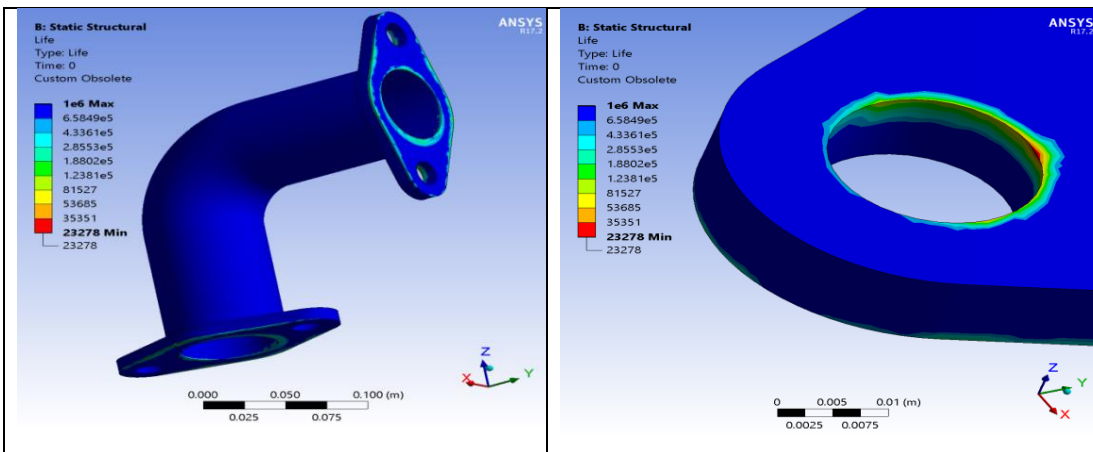 B: Static Structural
Life
Type: Life
Time: 0
Custom Obsolete
1e6 Max
6.5849e5
4.3361e5
2.8553e5
1.8802e5
1.2381e5
81527
53685
35351
23278 Min
23278
ANSYS
R17.2
Z
X
Y
0.000
0.050
0.100 (m)
0.025
0.075
B: Static Structural
Life
Type: Life
Time: 0
Custom Obsolete
1e6 Max
6.5849e5
4.3361e5
2.8553e5
1.8802e5
1.2381e5
81527
53685
35351
23278 Min
23278
ANSYS
R17.2
Z
Y
X
0
0.005
0.01 (m)
0.0025
0.0075